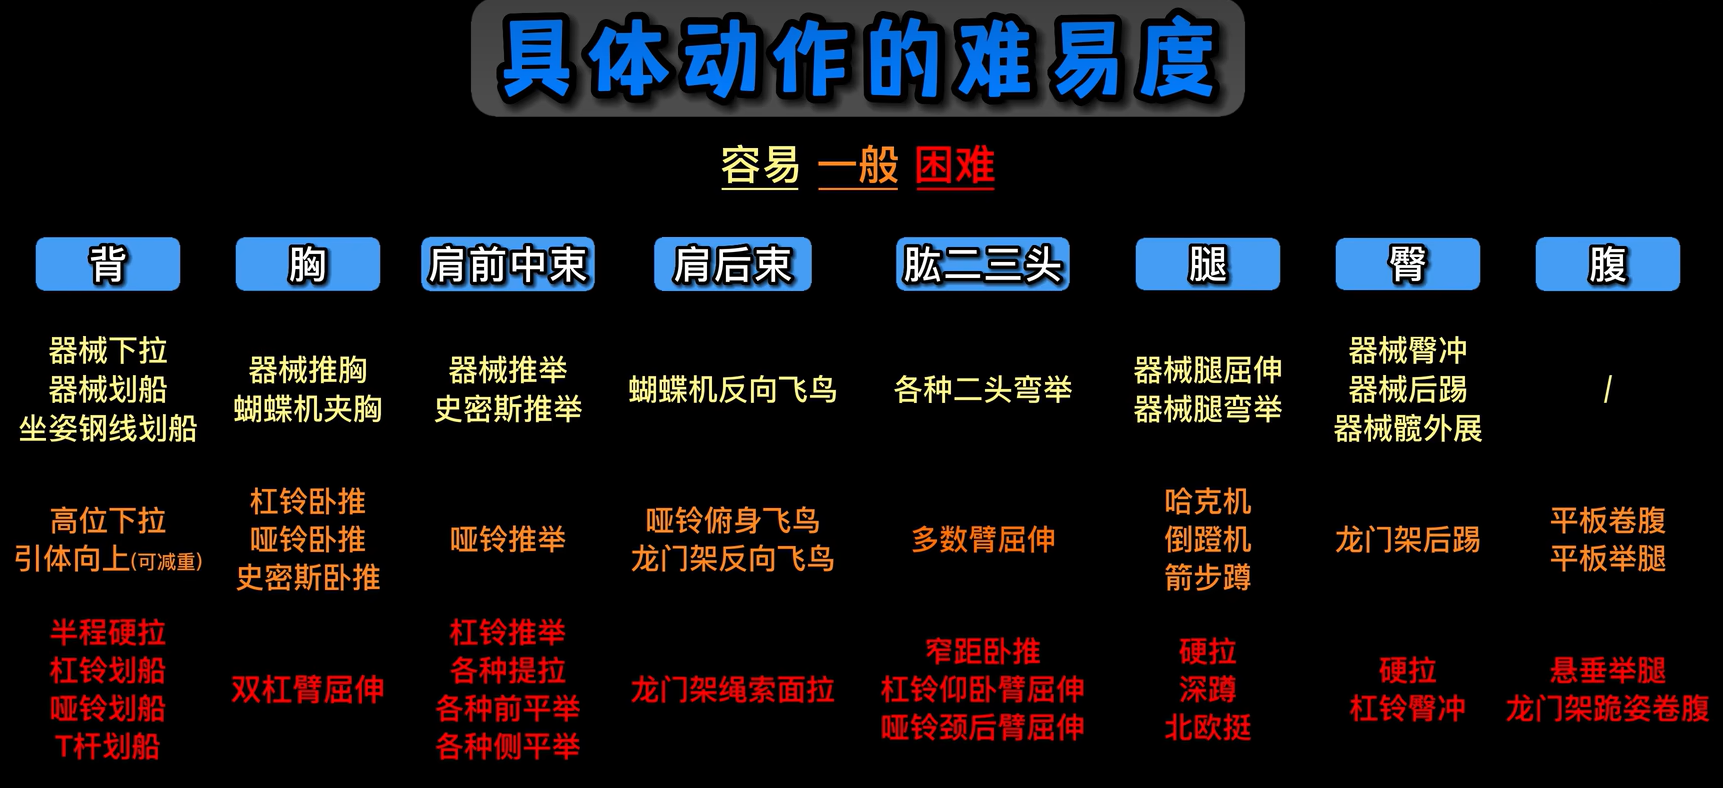 具体动作的难易度
容易 一般 困难
背 胸 肩前中束 肩后束 肱二三头 腿 臀 腹
器械下拉
器械划船
坐姿钢线划船
器械推胸
蝴蝶机夹胸
器械推举
史密斯推举
蝴蝶机反向飞鸟
各种二头弯举
器械腿屈伸
器械腿弯举
器械臀冲
器械后踢
器械髋外展
/
高位下拉
引体向上(可减重)
杠铃卧推
哑铃卧推
史密斯卧推
哑铃推举
哑铃俯身飞鸟
龙门架反向飞鸟
多数臂屈伸
哈克机
倒蹬机
箭步蹲
龙门架后踢
平板卷腹
平板举腿
半程硬拉
杠铃划船
哑铃划船
T杆划船
双杠臂屈伸
杠铃推举
各种提拉
各种前平举
各种侧平举
龙门架绳索面拉
窄距卧推
杠铃仰卧臂屈伸
哑铃颈后臂屈伸
硬拉
深蹲
北欧挺
硬拉
杠铃臀冲
悬垂举腿
龙门架跪姿卷腹